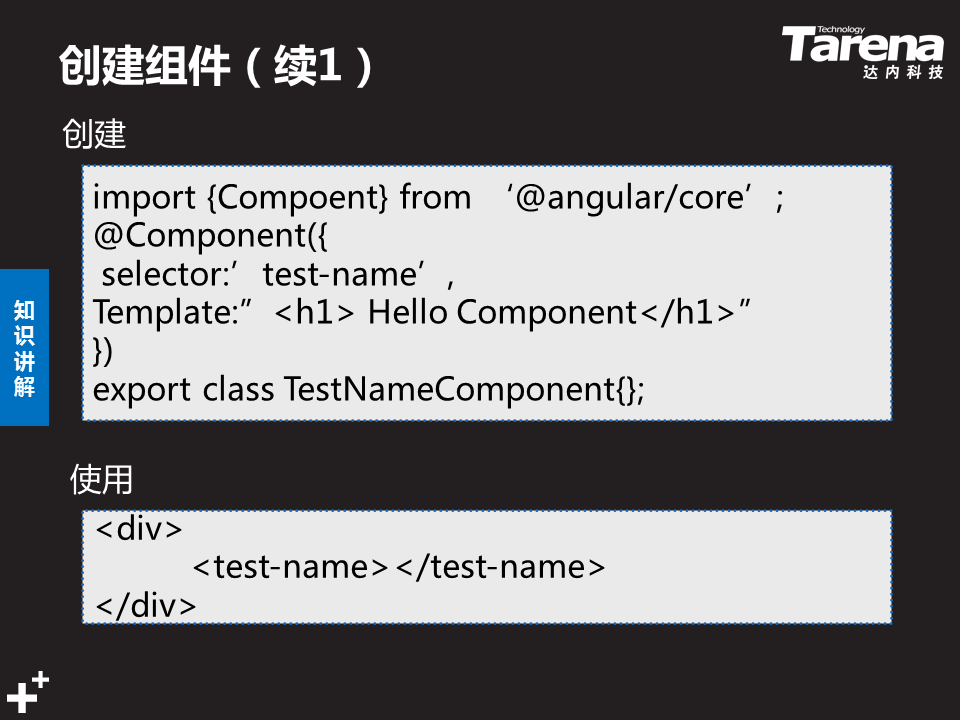 创建组件（续1）
Technology
Tarena
达内科技
创建
import {Compoent} from ‘@angular/core’;
@Component({
selector:’test-name’,
Template:”<h1> Hello Component</h1>”
})
export class TestNameComponent{};
知识讲解
使用
<div>
<test-name></test-name>
</div>